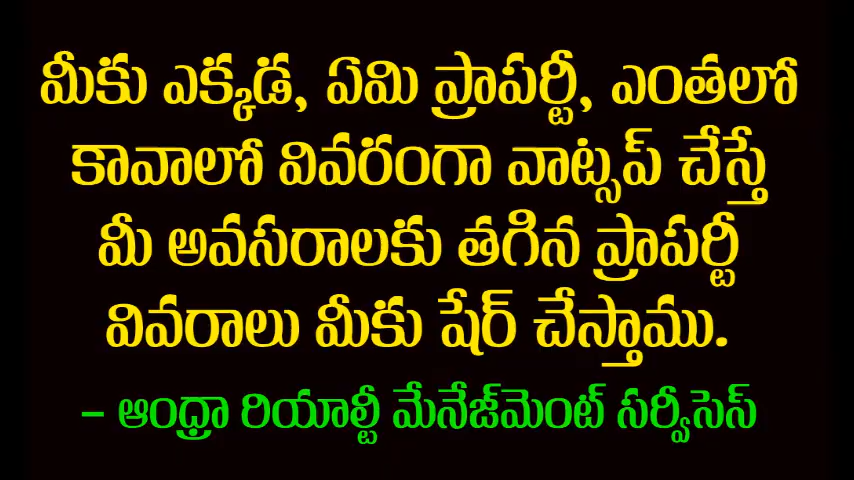 మీకు ఎక్కడ, ఏమి ప్రాపర్టీ, ఎంతలో
కావాలో వివరంగా వాట్సప్ చేస్తే
మీ అవసరాలకు తగిన ప్రాపర్టీ
వివరాలు మీకు షేర్ చేస్తాము.
– ఆంధ్రా రియాల్టీ మేనేజ్‌మెంట్ సర్వీసెస్